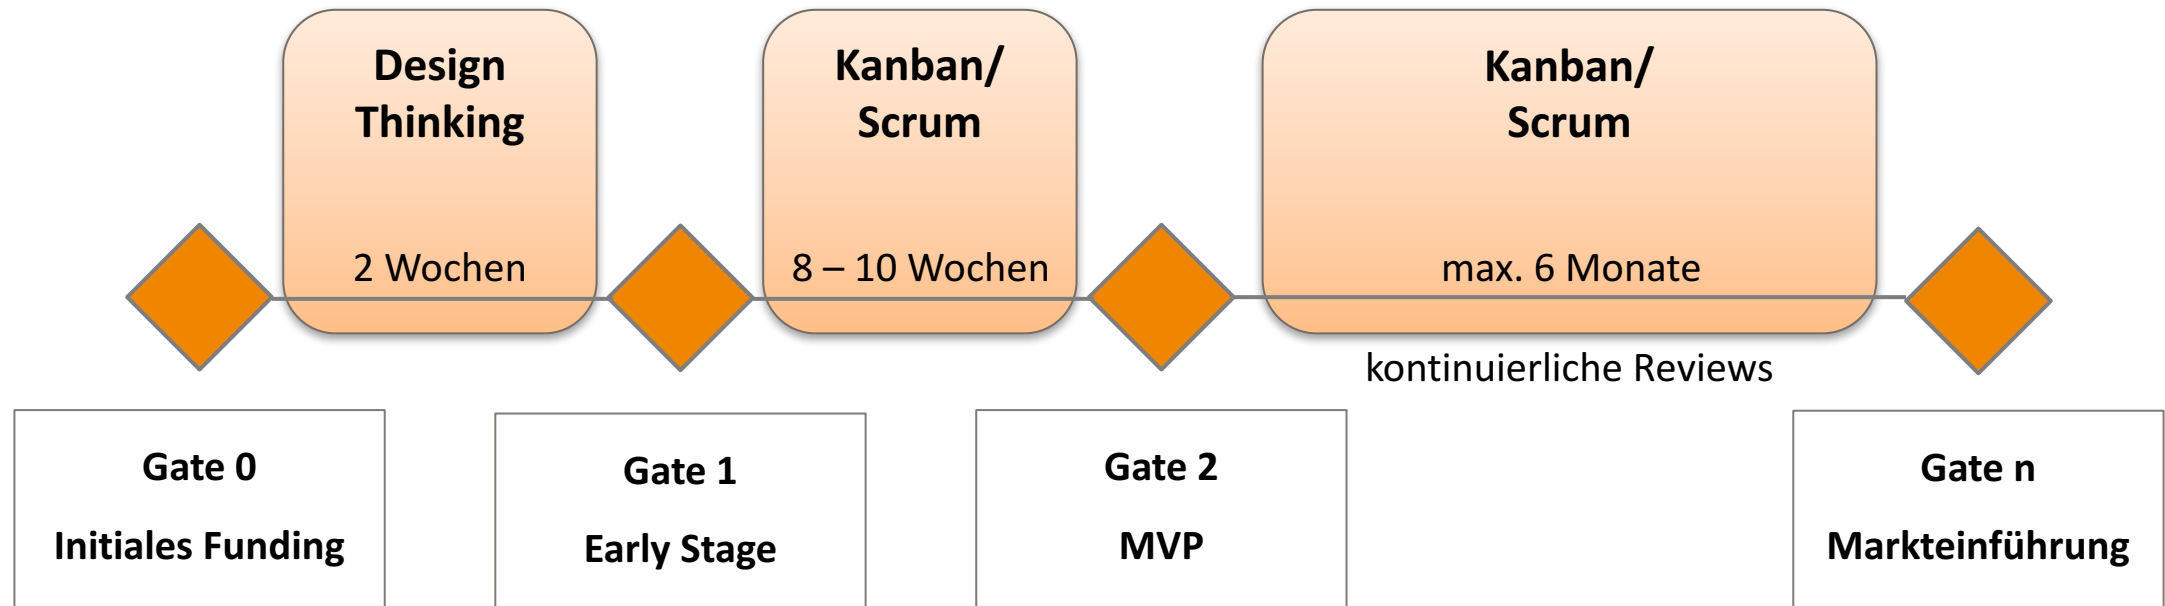 Design
Thinking
2 Wochen
Kanban/
Scrum
8 – 10 Wochen
Kanban/
Scrum
max. 6 Monate
kontinuierliche Reviews
Gate 0
Initiales Funding
Gate 1
Early Stage
Gate 2
MVP
Gate n
Markteinführung